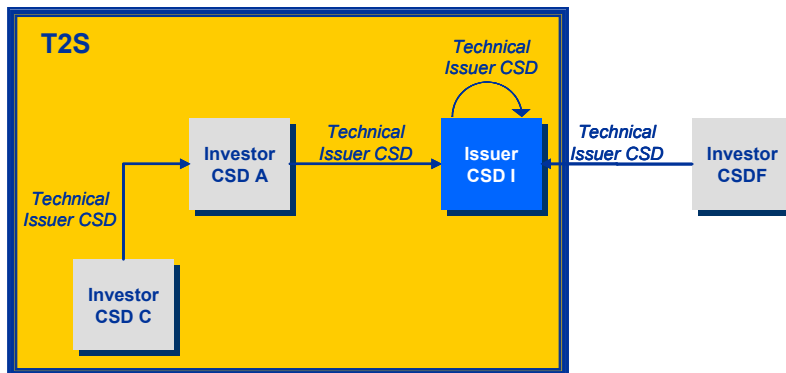 T2S
Technical
Issuer CSD
Technical
Issuer CSD
Technical
Issuer CSD
Investor
CSD A
Issuer
CSD I
Investor
CSDF
Technical
Issuer CSD
Investor
CSD C